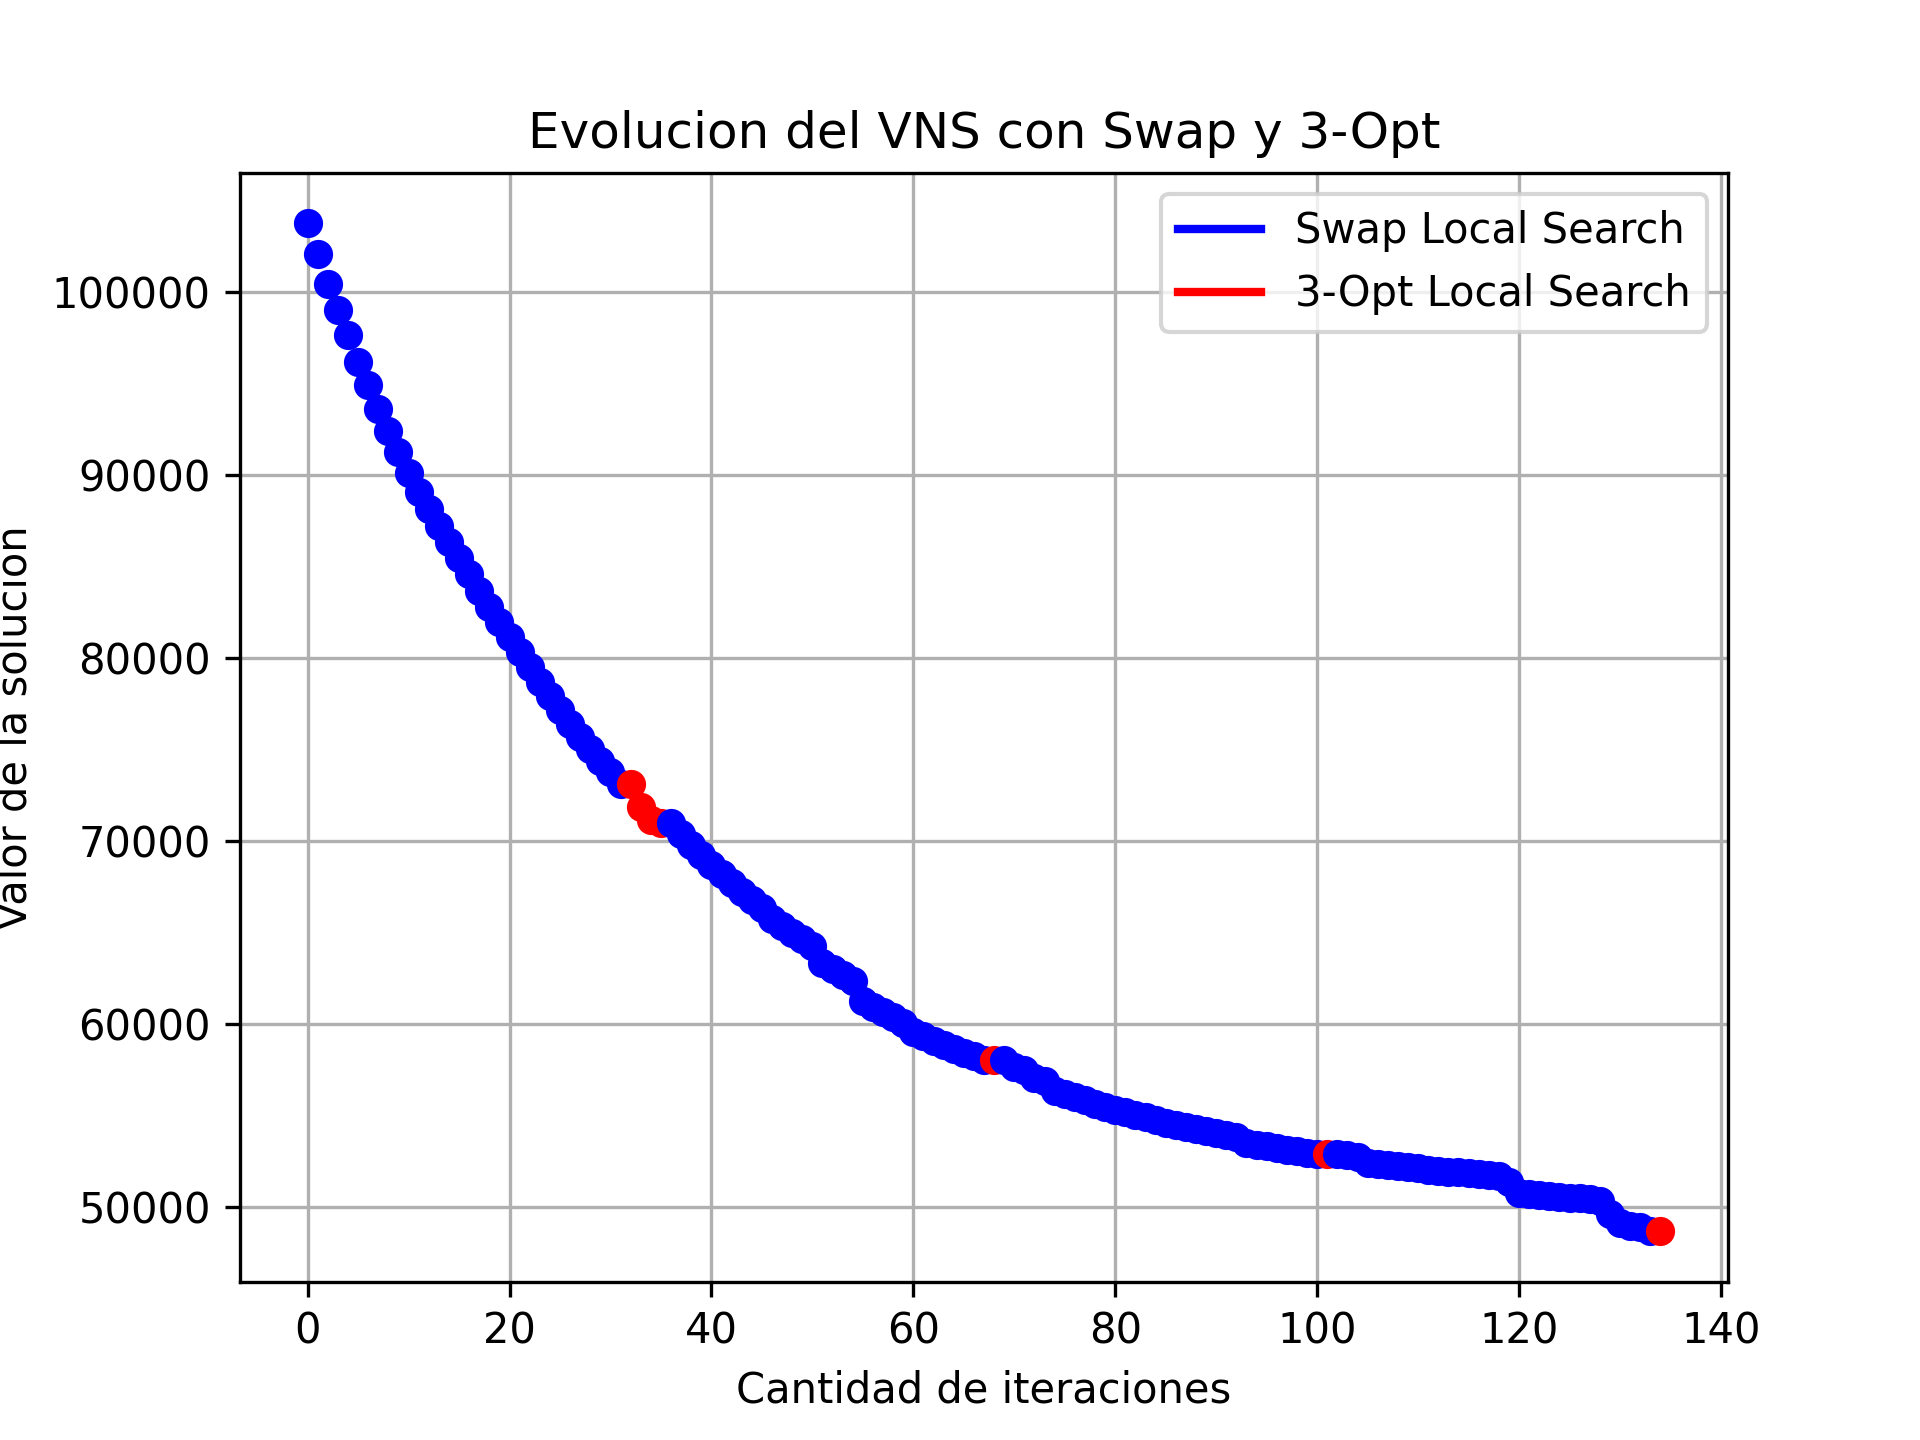 Evolucion del VNS con Swap y 3-Opt
Swap Local Search
3-Opt Local Search
Valor de la solucion
100000
90000
80000
70000
60000
50000
0 20 40 60 80 100 120 140
Cantidad de iteraciones